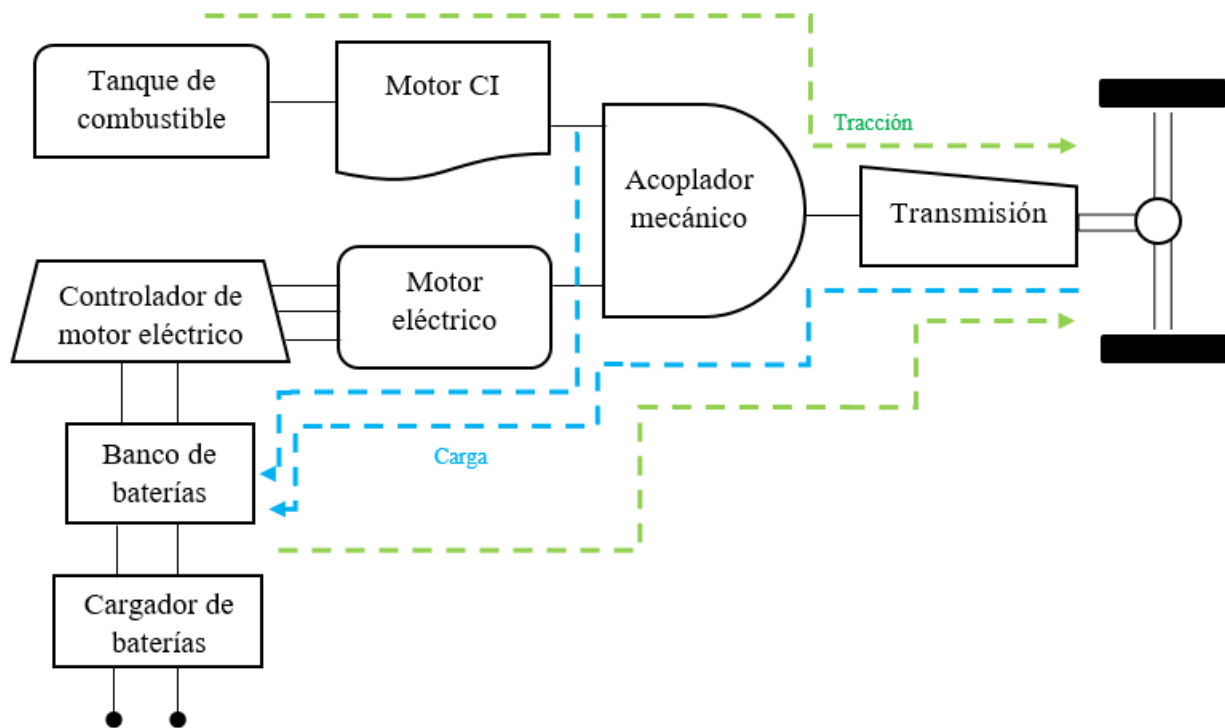 Tanque de
combustible
Motor CI
Tracción
Acoplador
mecánico
Transmisión
Controlador de
motor eléctrico
Motor
eléctrico
Banco de
baterías
Carga
Cargador de
baterías